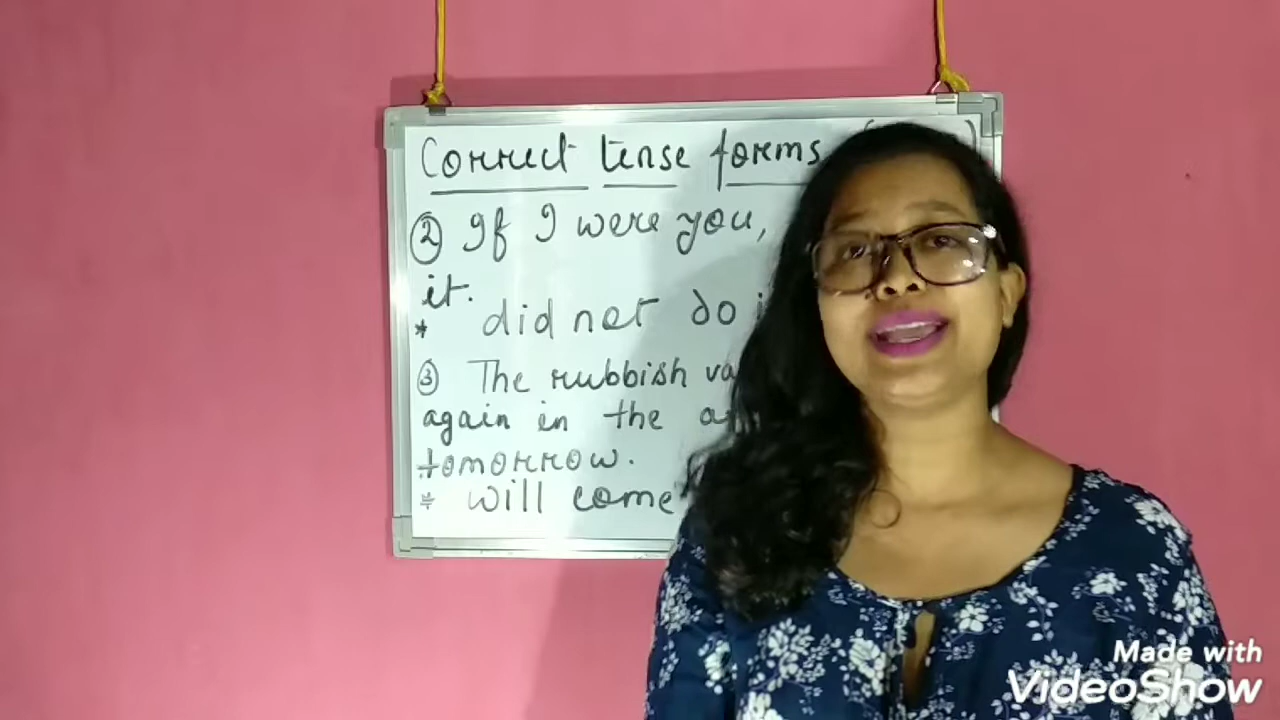 Correct tense forms
② If I were you,
it.
* did not do
③ The rubbish
again in the
tomorrow.
* will come
Made with
VideoShow